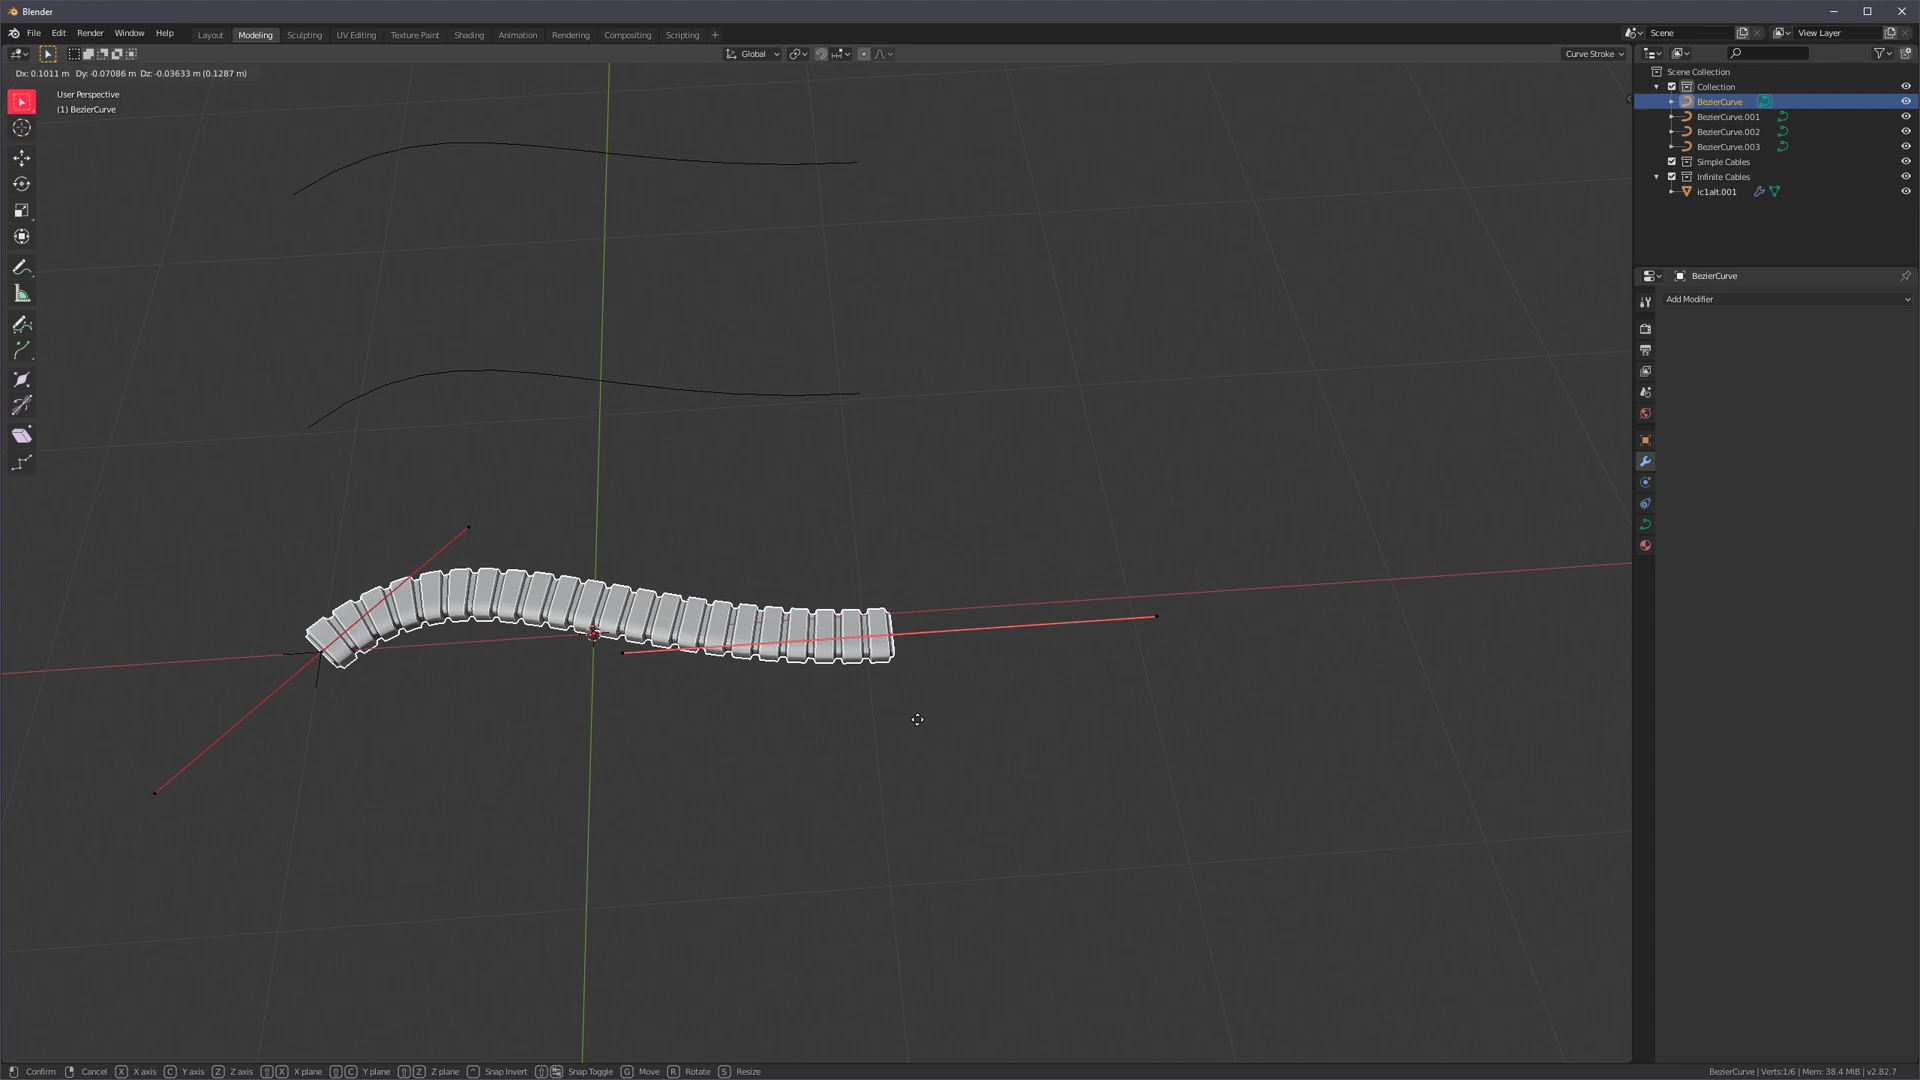 Blender
File Edit Render Window Help Layout Modeling Sculpting UV Editing Texture Paint Shading Animation Rendering Compositing Scripting +
Scene View Layer
Global Curve Stroke
Dx: 0.1011 m Dy: -0.07086 m Dz: -0.03633 m (0.1287 m)
User Perspective
(1) BezierCurve
Scene Collection
Collection
BezierCurve
BezierCurve.001
BezierCurve.002
BezierCurve.003
Simple Cables
Infinite Cables
ic1alt.001
BezierCurve
Add Modifier
Confirm Cancel X X axis C Y axis Z Z axis X X plane C Y plane Z Z plane ^ Snap Invert Snap Toggle G Move R Rotate S Resize
BezierCurve | Verts:1/6 | Mem: 38.4 MiB | v2.82.7